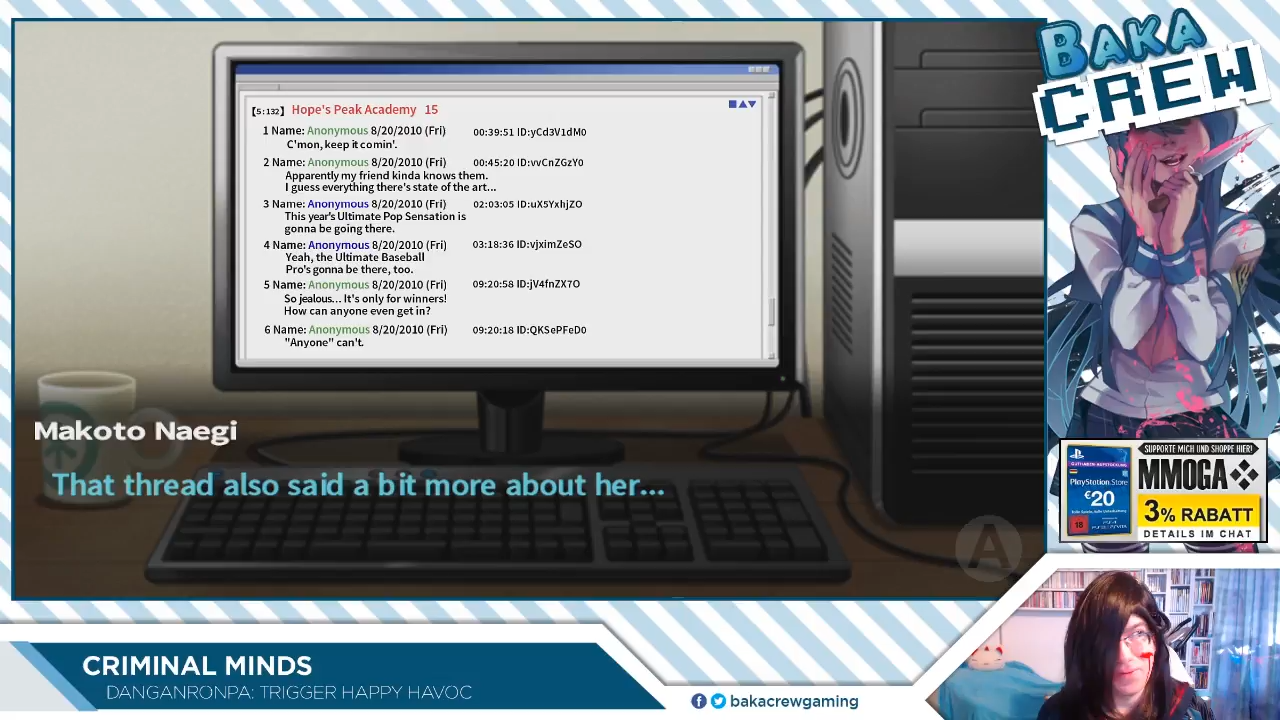 BAKA
CREW
【5:132】 Hope's Peak Academy 15
1 Name: Anonymous 8/20/2010 (Fri) 00:39:51 ID:yCd3V1dM0
C'mon, keep it comin'.
2 Name: Anonymous 8/20/2010 (Fri) 00:45:20 ID:vvCnZGzY0
Apparently my friend kinda knows them.
I guess everything there's state of the art...
3 Name: Anonymous 8/20/2010 (Fri) 02:03:05 ID:uX5YxhjZO
This year's Ultimate Pop Sensation is
gonna be going there.
4 Name: Anonymous 8/20/2010 (Fri) 03:18:36 ID:vjximZeSO
Yeah, the Ultimate Baseball
Pro's gonna be there, too.
5 Name: Anonymous 8/20/2010 (Fri) 09:20:58 ID:jV4fnZX7O
So jealous... It's only for winners!
How can anyone even get in?
6 Name: Anonymous 8/20/2010 (Fri) 09:20:18 ID:QKSePFeD0
"Anyone" can't.
Makoto Naegi
That thread also said a bit more about her...
A
SUPPORTE MICH UND SHOPPE HIER!
GUTHABEN-AUFSTOCKUNG
PlayStation.Store
€20
18
MMOGA
3% RABATT
DETAILS IM CHAT
CRIMINAL MINDS
DANGANRONPA: TRIGGER HAPPY HAVOC
bakacrewgaming